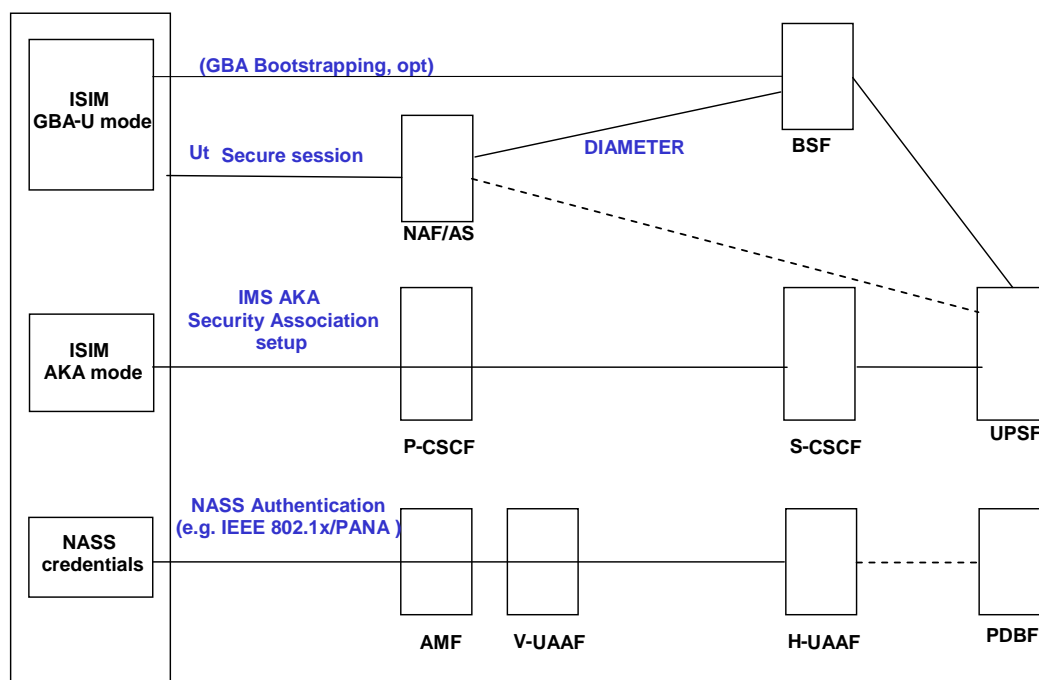 (GBA Bootstrapping, opt)
ISIM
GBA-U mode
BSF
DIAMETER
Ut Secure session
NAF/AS
IMS AKA
Security Association
setup
ISIM
AKA mode
P-CSCF
S-CSCF
UPSF
NASS Authentication
(e.g. IEEE 802.1x/PANA )
NASS
credentials
AMF
V-UAAF
H-UAAF
PDBF